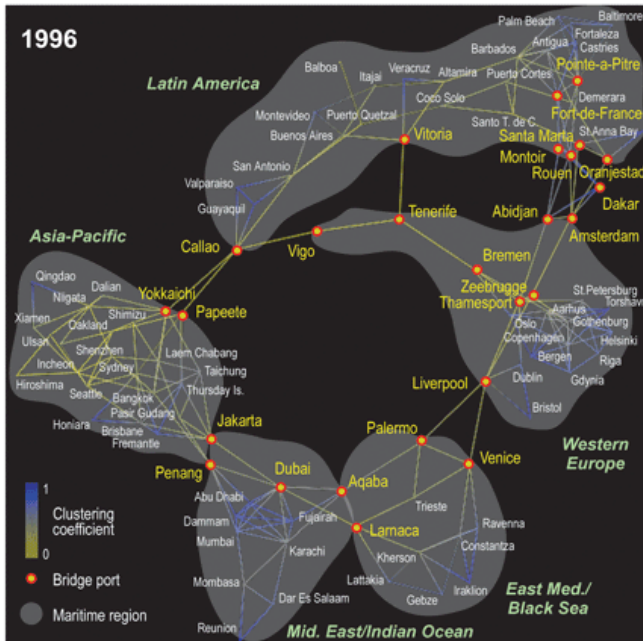 1996
Latin America
Palm Beach
Baltimore
Fortaleza
Castries
Barbados
Antigua
Pointe-a-Pitre
Balboa
Itajai
Veracruz
Altamira
Puerto Cortes
Demerara
Montevideo
Puerto Quetzal
Coco Solo
Fort-de-France
Buenos Aires
Santo T. de C.
St.Anna Bay
Vitoria
Santa Marta
San Antonio
Montoir
Rouen
Oranjestad
Valparaiso
Guayaquil
Dakar
Abidjan
Tenerife
Amsterdam
Asia-Pacific
Callao
Vigo
Bremen
Qingdao
Dalian
Niigata
Yokkaichi
Zeebrugge
St.Petersburg
Thamesport
Torshavn
Papeete
Shimizu
Aarhus
Xiamen
Oakland
Oslo
Gothenburg
Ulsan
Copenhagen
Helsinki
Shenzhen
Laem Chabang
Bergen
Riga
Incheon
Sydney
Taichung
Dublin
Gdynia
Hiroshima
Seattle
Thursday Is.
Liverpool
Bangkok
Pasir Gudang
Bristol
Honiara
Brisbane
Fremantle
Jakarta
Palermo
Western
Europe
Penang
Dubai
Aqaba
Venice
1
Clustering
coefficient
0
Abu Dhabi
Trieste
Dammam
Fujairah
Larnaca
Ravenna
Mumbai
Kherson
Constantza
Karachi
Bridge port
Mombasa
Lattakia
Iraklion
Gebze
East Med./
Black Sea
Maritime region
Dar Es Salaam
Reunion
Mid. East/Indian Ocean